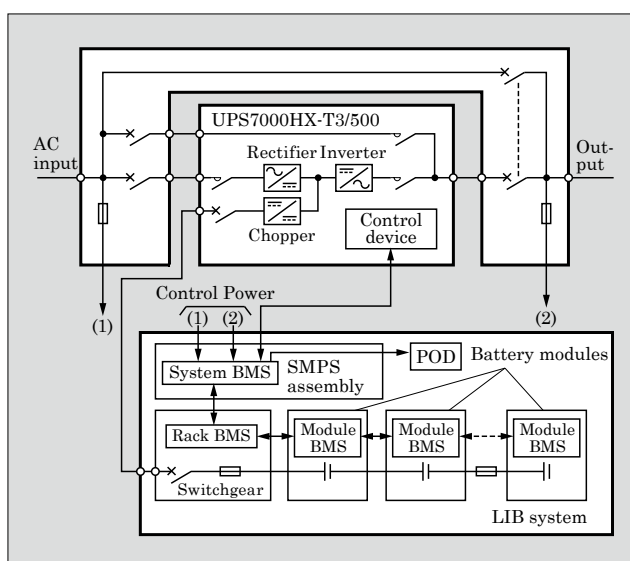 UPS7000HX-T3/500
AC
input
Rectifier Inverter
Out-
put
Chopper
Control
device
Control Power
(1)
(1) (2)
(2)
System BMS
SMPS
assembly
POD
Battery modules
Rack BMS
Module
BMS
Module
BMS
Module
BMS
Switchgear
LIB system